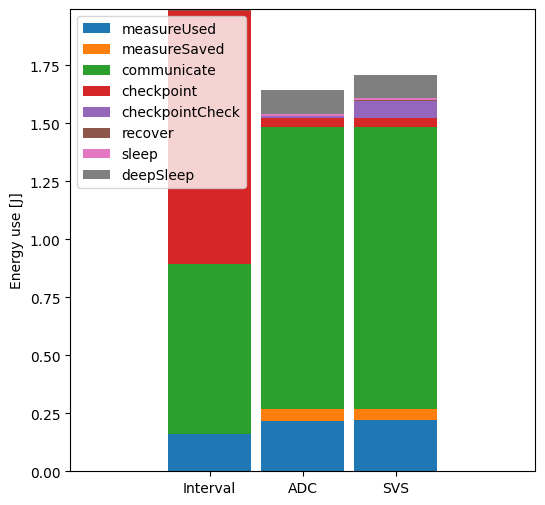 measureUsed
measureSaved
communicate
checkpoint
checkpointCheck
recover
sleep
deepSleep
Energy use [J]
1.75
1.50
1.25
1.00
0.75
0.50
0.25
0.00
Interval
ADC
SVS